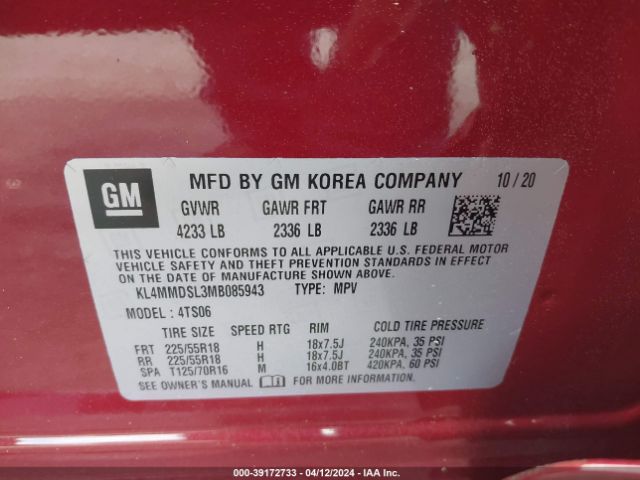 GM
MFD BY GM KOREA COMPANY 10 / 20
GVWR GAWR FRT GAWR RR
4233 LB 2336 LB 2336 LB
THIS VEHICLE CONFORMS TO ALL APPLICABLE U.S. FEDERAL MOTOR
VEHICLE SAFETY AND THEFT PREVENTION STANDARDS IN EFFECT
ON THE DATE OF MANUFACTURE SHOWN ABOVE.
KL4MMDSL3MB085943 TYPE: MPV
MODEL : 4TS06
TIRE SIZE SPEED RTG RIM COLD TIRE PRESSURE
FRT 225/55R18 H 18x7.5J 240KPA, 35 PSI
RR 225/55R18 H 18x7.5J 240KPA, 35 PSI
SPA T125/70R16 M 16x4.0BT 420KPA, 60 PSI
SEE OWNER'S MANUAL FOR MORE INFORMATION.
000-39172733 - 04/12/2024 - IAA Inc.